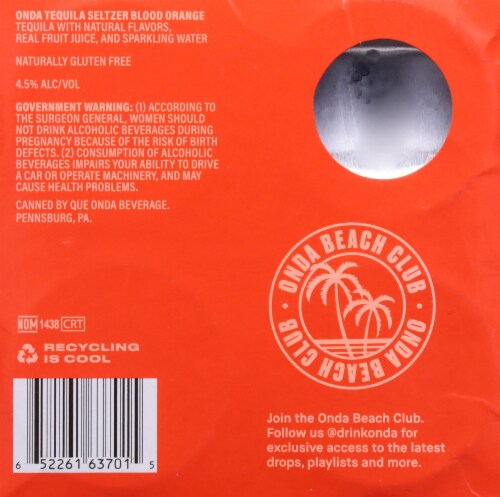 ONDA TEQUILA SELTZER BLOOD ORANGE
TEQUILA WITH NATURAL FLAVORS,
REAL FRUIT JUICE, AND SPARKLING WATER
NATURALLY GLUTEN FREE
4.5% ALC/VOL
GOVERNMENT WARNING: (1) ACCORDING TO
THE SURGEON GENERAL, WOMEN SHOULD
NOT DRINK ALCOHOLIC BEVERAGES DURING
PREGNANCY BECAUSE OF THE RISK OF BIRTH
DEFECTS. (2) CONSUMPTION OF ALCOHOLIC
BEVERAGES IMPAIRS YOUR ABILITY TO DRIVE
A CAR OR OPERATE MACHINERY, AND MAY
CAUSE HEALTH PROBLEMS.
CANNED BY QUE ONDA BEVERAGE.
PENNSBURG, PA.
ONDA BEACH CLUB · ONDA BEACH CLUB ·
NOM 1438 CRT
RECYCLING
IS COOL
6 52261 63701 5
Join the Onda Beach Club.
Follow us @drinkonda for
exclusive access to the latest
drops, playlists and more.